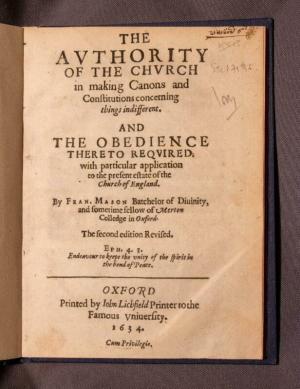 THE
AVTHORITY
OF THE CHVRCH
in making Canons and
Constitutions concerning
things indifferent.
AND
THE OBEDIENCE
THERETO REQVIRED,
with particular application
to the present estate of the
Church of England.
By FRAN. MASON Batchelor of Diuinity,
and sometime fellow of Merton
Colledge in Oxford.
The second edition Revised.
EPH. 4. 3.
Endeavour to keepe the vnity of the Spirit in
the bond of Peace.
OXFORD
Printed by Iohn Lichfield Printer to the
Famous Vniversity.
1634.
Cum Privilegio.